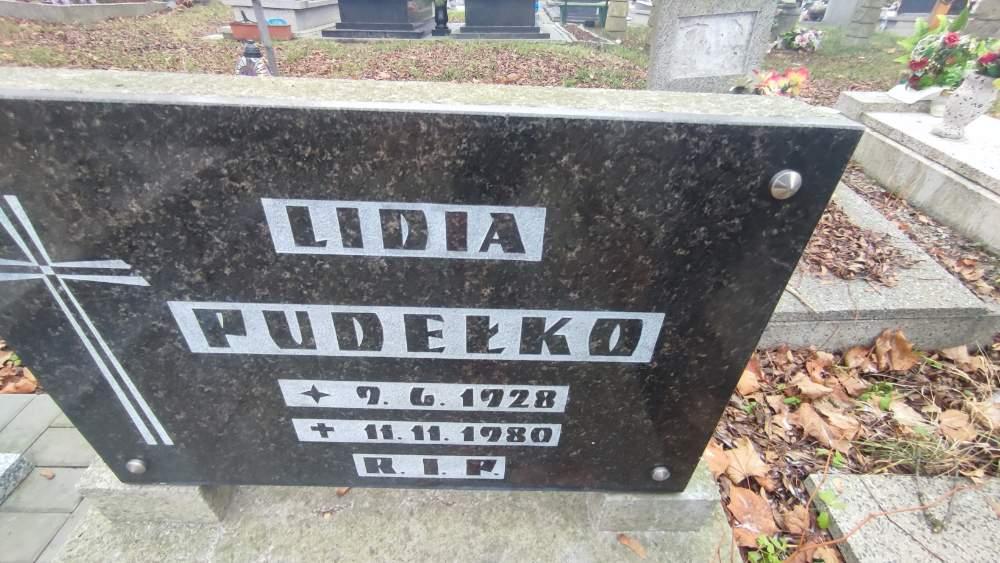 LIDIA
PUDEŁKO
9. 6. 1928
11. 11. 1980
R. I. P.